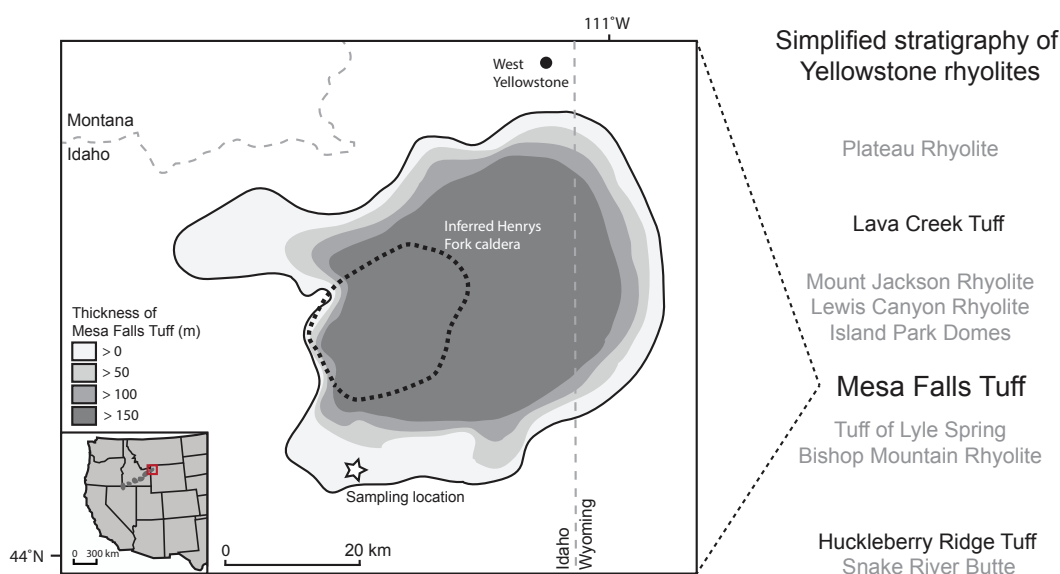 111˚W
West
Yellowstone
Montana
Idaho
Inferred Henrys
Fork caldera
Thickness of
Mesa Falls Tuff (m)
> 0
> 50
> 100
> 150
Sampling location
0 300 km
44˚N
0 20 km
Idaho
Wyoming
Simplified stratigraphy of
Yellowstone rhyolites
Plateau Rhyolite
Lava Creek Tuff
Mount Jackson Rhyolite
Lewis Canyon Rhyolite
Island Park Domes
Mesa Falls Tuff
Tuff of Lyle Spring
Bishop Mountain Rhyolite
Huckleberry Ridge Tuff
Snake River Butte